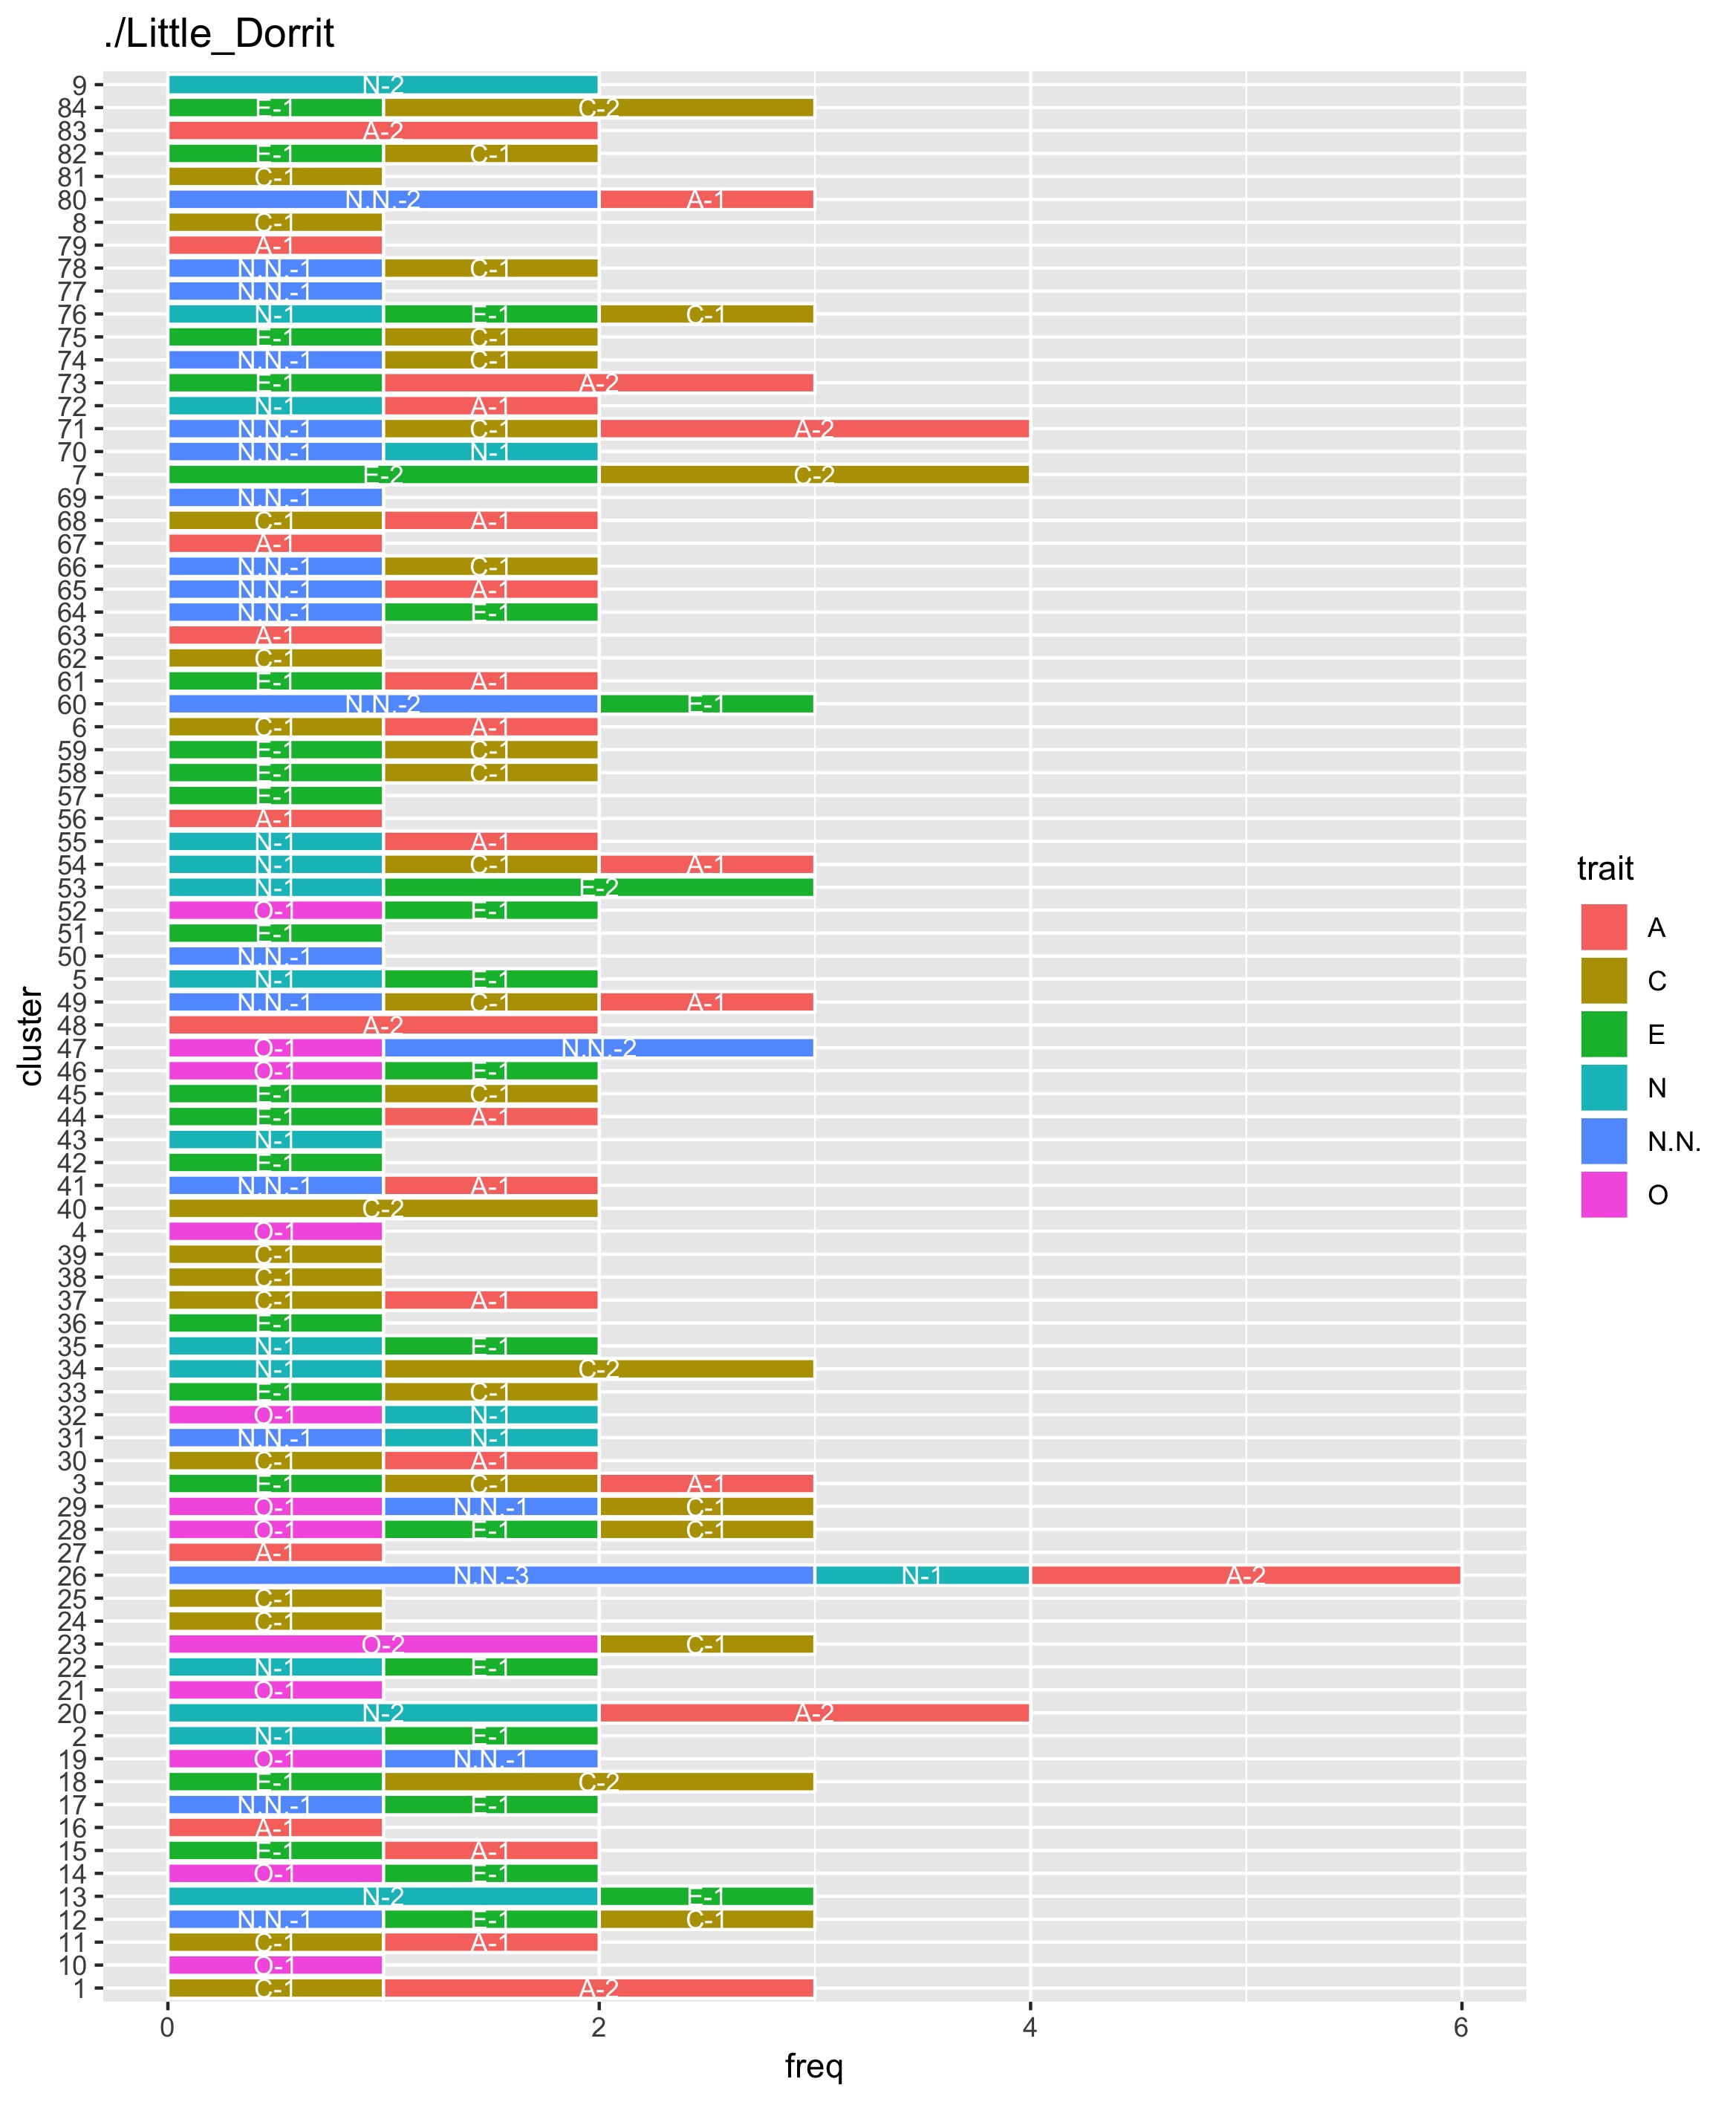 ./Little_Dorrit
9 N-2
84 E-1 C-2
83 A-2
82 E-1 C-1
81 C-1
80 N.N.-2 A-1
8 C-1
79 A-1
78 N.N.-1 C-1
77 N.N.-1
76 N-1 E-1 C-1
75 E-1 C-1
74 N.N.-1 C-1
73 E-1 A-2
72 N-1 A-1
71 N.N.-1 C-1 A-2
70 N.N.-1 N-1
7 E-2 C-2
69 N.N.-1
68 C-1 A-1
67 A-1
66 N.N.-1 C-1
65 N.N.-1 A-1
64 N.N.-1 E-1
63 A-1
62 C-1
61 E-1 A-1
60 N.N.-2 E-1
6 C-1 A-1
59 E-1 C-1
58 E-1 C-1
57 E-1
56 A-1
55 N-1 A-1
54 N-1 C-1 A-1
53 N-1 E-2
52 O-1 E-1
51 E-1
50 N.N.-1
5 N-1 E-1
49 N.N.-1 C-1 A-1
48 A-2
47 O-1 N.N.-2
46 O-1 E-1
45 E-1 C-1
44 E-1 A-1
43 N-1
42 E-1
41 N.N.-1 A-1
40 C-2
4 O-1
39 C-1
38 C-1
37 C-1 A-1
36 E-1
35 N-1 E-1
34 N-1 C-2
33 E-1 C-1
32 O-1 N-1
31 N.N.-1 N-1
30 C-1 A-1
3 E-1 C-1 A-1
29 O-1 N.N.-1 C-1
28 O-1 E-1 C-1
27 A-1
26 N.N.-3 N-1 A-2
25 C-1
24 C-1
23 O-2 C-1
22 N-1 E-1
21 O-1
20 N-2 A-2
2 N-1 E-1
19 O-1 N.N.-1
18 E-1 C-2
17 N.N.-1 E-1
16 A-1
15 E-1 A-1
14 O-1 E-1
13 N-2 E-1
12 N.N.-1 E-1 C-1
11 C-1 A-1
10 O-1
1 C-1 A-2
0 2 4 6
freq
cluster
trait
A
C
E
N
N.N.
O